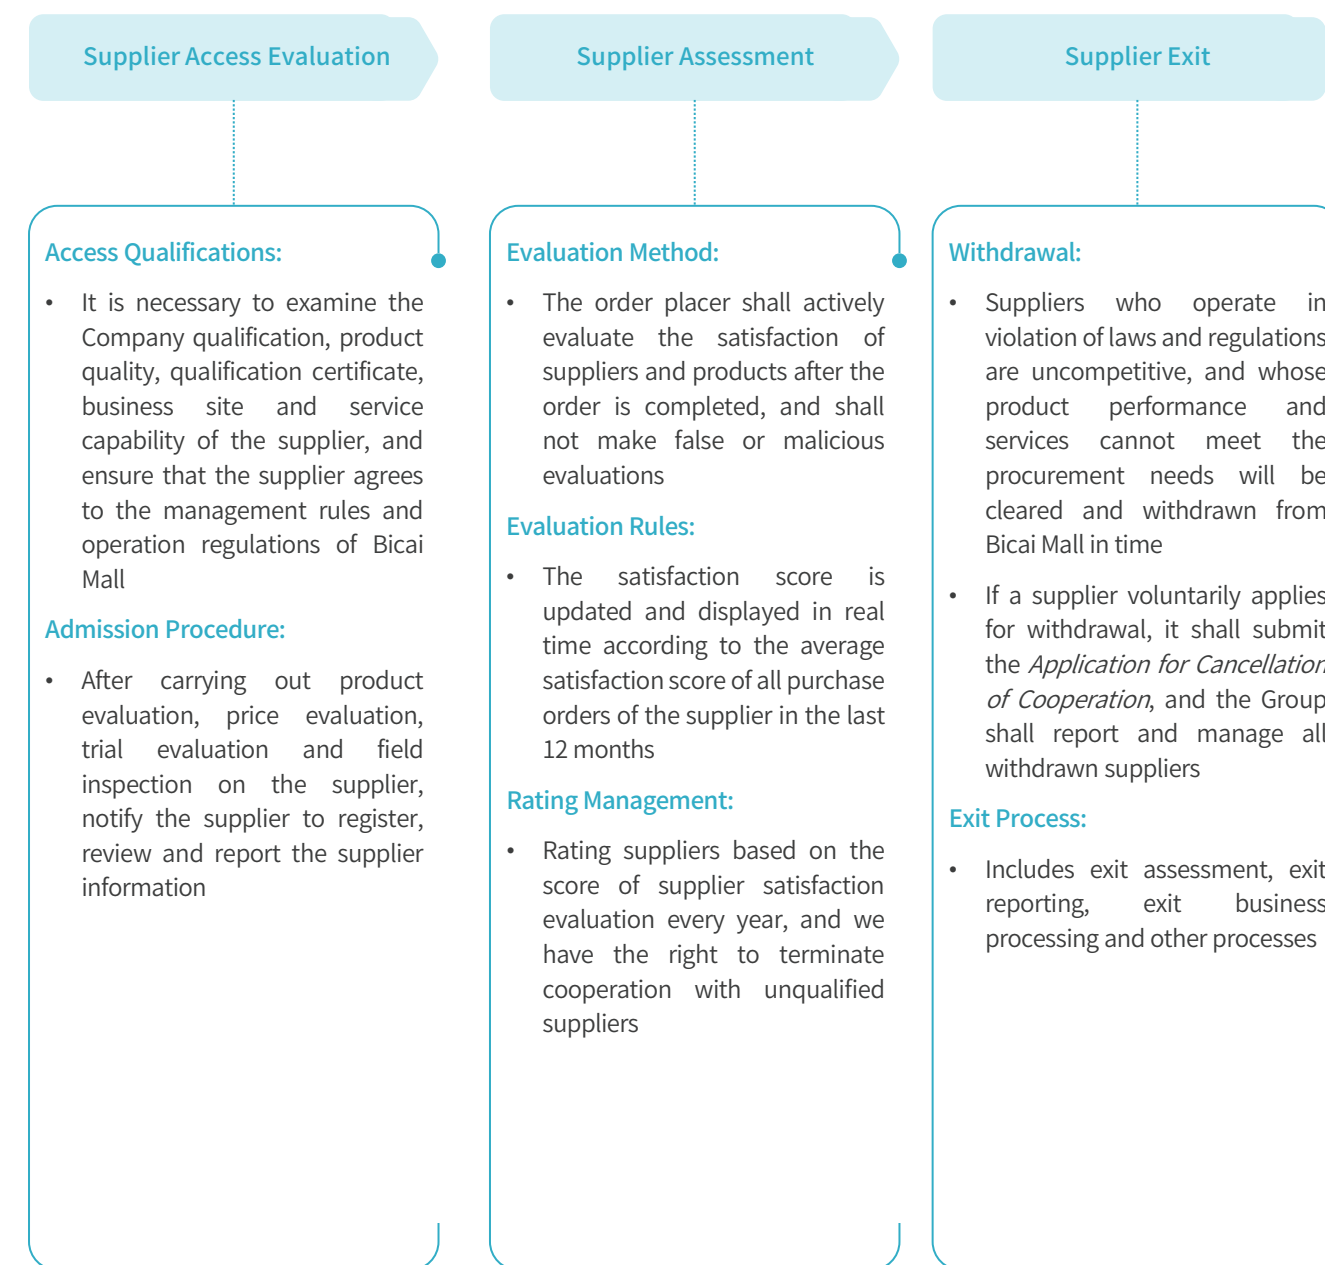 Supplier Access Evaluation
Access Qualifications:
• It is necessary to examine the
Company qualification, product
quality, qualification certificate,
business site and service
capability of the supplier, and
ensure that the supplier agrees
to the management rules and
operation regulations of Bicai
Mall
Admission Procedure:
• After carrying out product
evaluation, price evaluation,
trial evaluation and field
inspection on the supplier,
notify the supplier to register,
review and report the supplier
information
Supplier Assessment
Evaluation Method:
• The order placer shall actively
evaluate the satisfaction of
suppliers and products after the
order is completed, and shall
not make false or malicious
evaluations
Evaluation Rules:
• The satisfaction score is
updated and displayed in real
time according to the average
satisfaction score of all purchase
orders of the supplier in the last
12 months
Rating Management:
• Rating suppliers based on the
score of supplier satisfaction
evaluation every year, and we
have the right to terminate
cooperation with unqualified
suppliers
Supplier Exit
Withdrawal:
• Suppliers who operate in
violation of laws and regulations
are uncompetitive, and whose
product performance and
services cannot meet the
procurement needs will be
cleared and withdrawn from
Bicai Mall in time
• If a supplier voluntarily applies
for withdrawal, it shall submit
the Application for Cancellation
of Cooperation, and the Group
shall report and manage all
withdrawn suppliers
Exit Process:
• Includes exit assessment, exit
reporting, exit business
processing and other processes